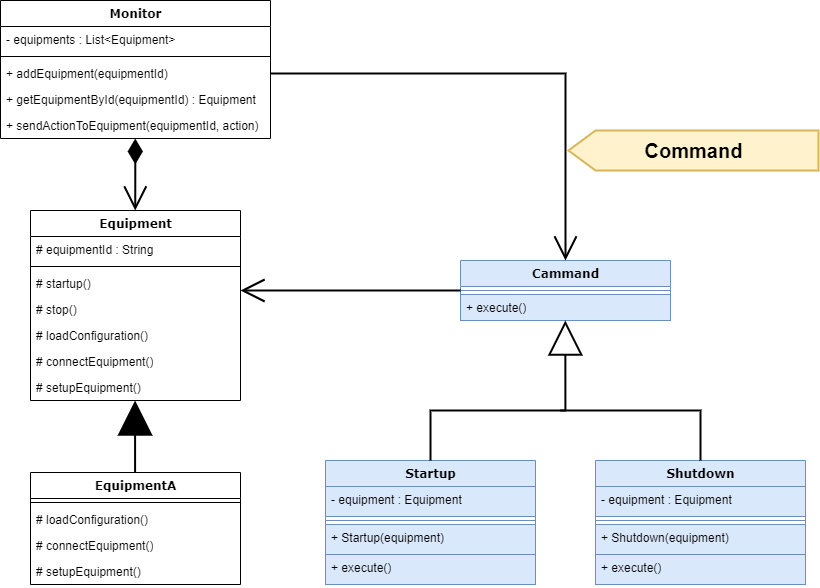 Monitor
- equipments : List<Equipment>
+ addEquipment(equipmentId)
+ getEquipmentById(equipmentId) : Equipment
+ sendActionToEquipment(equipmentId, action)
Command
Equipment
# equipmentId : String
# startup()
# stop()
# loadConfiguration()
# connectEquipment()
# setupEquipment()
Cammand
+ execute()
EquipmentA
# loadConfiguration()
# connectEquipment()
# setupEquipment()
Startup
- equipment : Equipment
+ Startup(equipment)
+ execute()
Shutdown
- equipment : Equipment
+ Shutdown(equipment)
+ execute()